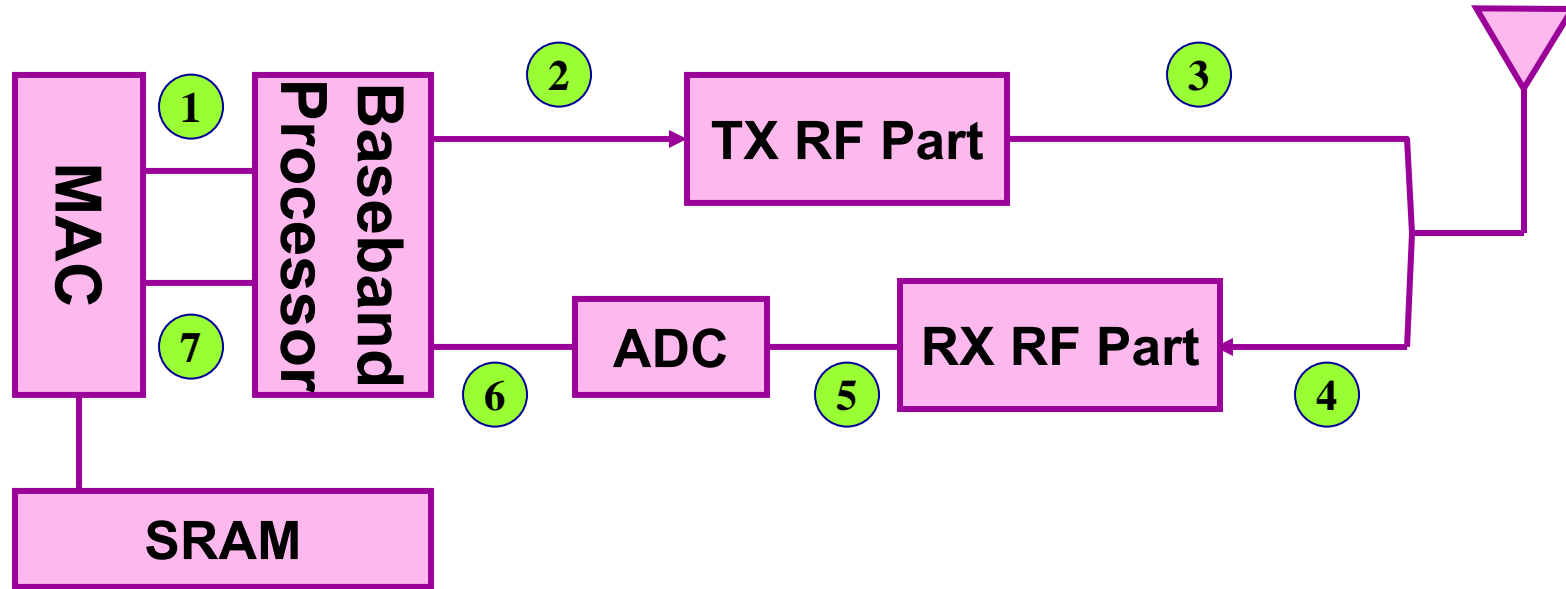 1
2
3
MAC
Baseband
Processor
TX RF Part
7
6
ADC
5
RX RF Part
4
SRAM